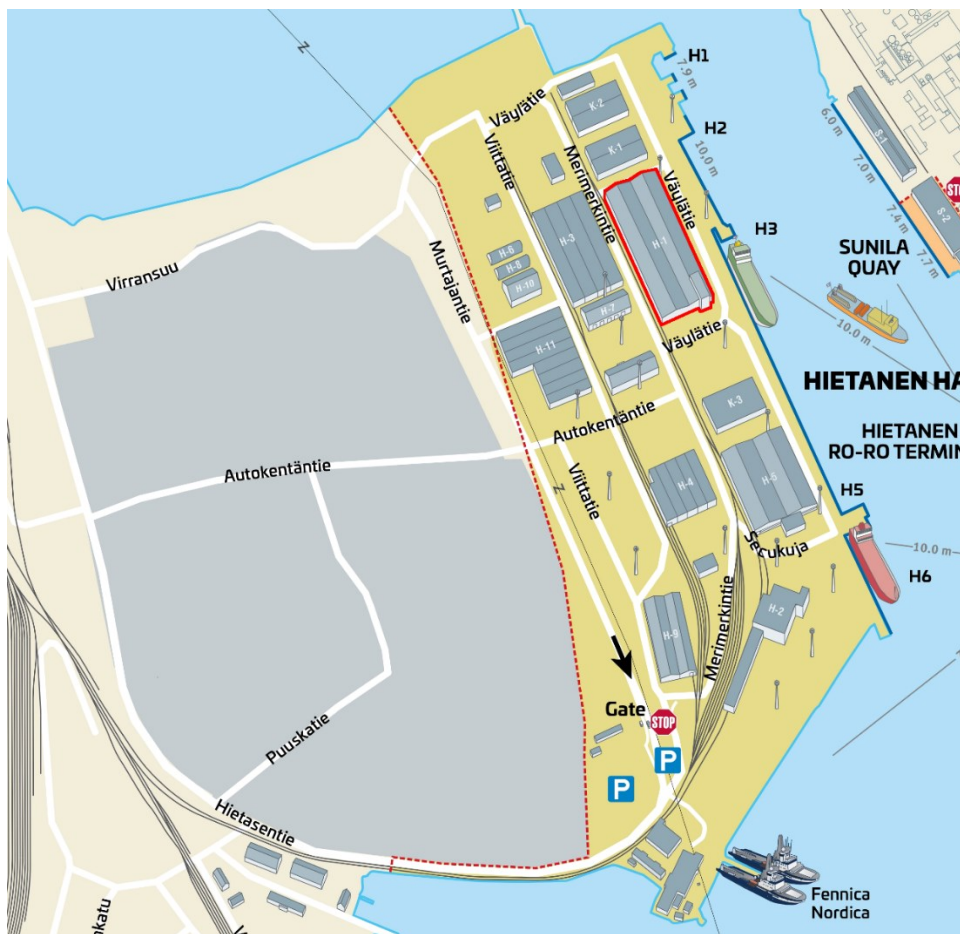 Z
H1
7.9 m
K-2
Väylätie
H2
10.0 m
6.0 m
S-1
Viittatie
Merimerkintie
K-1
7.0 m
Väylätie
STO
S-2
H-3
H-1
H3
7.4 m
H-6
H-8
H-10
SUNILA
QUAY
7.7 m
Virransuu
Murtajantie
H-7
10.0 m
Väylätie
H-11
HIETANEN HA
K-3
Autokentäntie
HIETANEN
RO-RO TERMIN
Autokentäntie
Viittatie
Z
H-4
H-5
H5
Secukuja
10.0 m
H6
H-9
Merimerkintie
H-2
Gate
STOP
P
P
Puuskatie
Hietasentie
Fennica
Nordica
nkatu